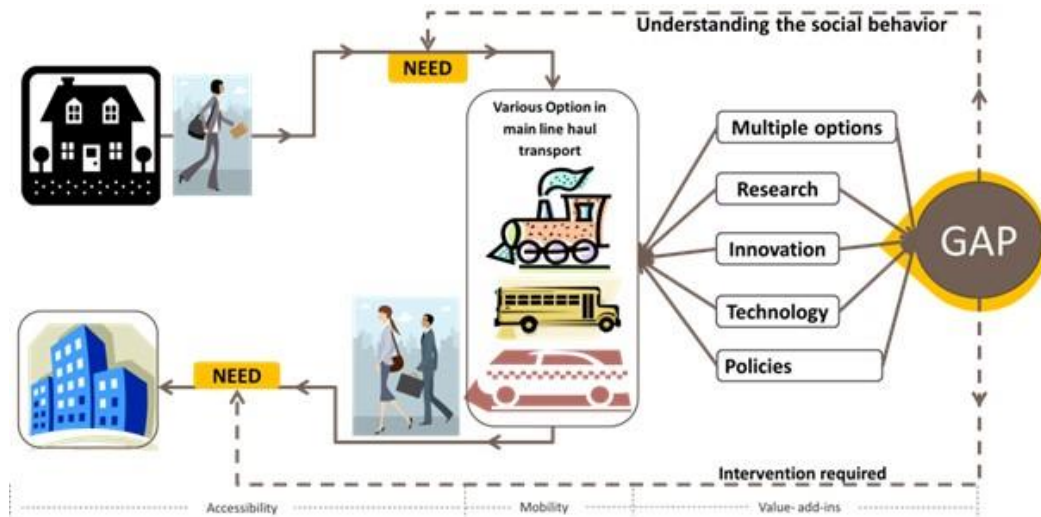 Understanding the social behavior
NEED
Various Option in
main line haul
transport
Multiple options
Research
Innovation
Technology
Policies
GAP
NEED
Intervention required
Accessibility
Mobility
Value- add-ins